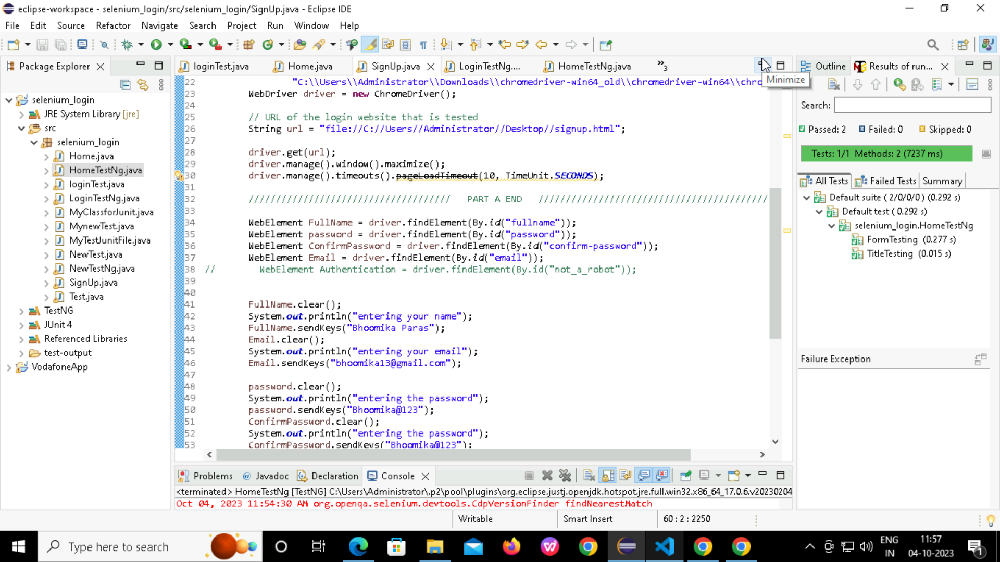 eclipse-workspace - selenium_login/src/selenium_login/SignUp.java - Eclipse IDE
File Edit Source Refactor Navigate Search Project Run Window Help
Package Explorer
selenium_login
JRE System Library [jre]
src
selenium_login
Home.java
HomeTestNg.java
loginTest.java
LoginTestNg.java
MyClassforJunit.java
MynewTest.java
MyTestJunitFile.java
NewTest.java
NewTestNg.java
SignUp.java
Test.java
TestNG
JUnit 4
Referenced Libraries
test-output
VodafoneApp
loginTest.java Home.java SignUp.java LoginTestNg.... HomeTestNg.java »3
Minimize
22 "C:\\Users\\Administrator\\Downloads\\chromedriver-win64_old\\chromedriver-win64\\chro
23 WebDriver driver = new ChromeDriver();
24
25 // URL of the login website that is tested
26 String url = "file://C://Users//Administrator//Desktop//signup.html";
27
28 driver.get(url);
29 driver.manage().window().maximize();
30 driver.manage().timeouts().pageLoadTimeout(10, TimeUnit.SECONDS);
31
32 ///////////////////////////////////// PART A END //////////////////////////////////////////
33
34 WebElement FullName = driver.findElement(By.id("fullname"));
35 WebElement password = driver.findElement(By.id("password"));
36 WebElement ConfirmPassword = driver.findElement(By.id("confirm-password"));
37 WebElement Email = driver.findElement(By.id("email"));
38 // WebElement Authentication = driver.findElement(By.id("not_a_robot"));
39
40
41 FullName.clear();
42 System.out.println("entering your name");
43 FullName.sendKeys("Bhoomika Paras");
44 Email.clear();
45 System.out.println("entering your email");
46 Email.sendKeys("bhoomika13@gmail.com");
47
48 password.clear();
49 System.out.println("entering the password");
50 password.sendKeys("Bhoomika@123");
51 ConfirmPassword.clear();
52 System.out.println("entering the password");
53 ConfirmPassword.sendKeys("Bhoomika@123");
Problems @ Javadoc Declaration Console
<terminated> HomeTestNg [TestNG] C:\Users\Administrator\.p2\pool\plugins\org.eclipse.justj.openjdk.hotspot.jre.full.win32.x86_64_17.0.6.v20230204
Oct 04, 2023 11:54:30 AM org.openqa.selenium.devtools.CdpVersionFinder findNearestMatch
Outline Results of run...
Search:
Passed: 2 Failed: 0 Skipped: 0
Tests: 1/1 Methods: 2 (7237 ms)
All Tests Failed Tests Summary
Default suite ( 2/0/0/0 ) (0.292 s)
Default test ( 0.292 s)
selenium_login.HomeTestNg
FormTesting (0.277 s)
TitleTesting (0.015 s)
Failure Exception
Writable Smart Insert 60 : 2 : 2250
Type here to search
ENG
IN
11:57
04-10-2023
1